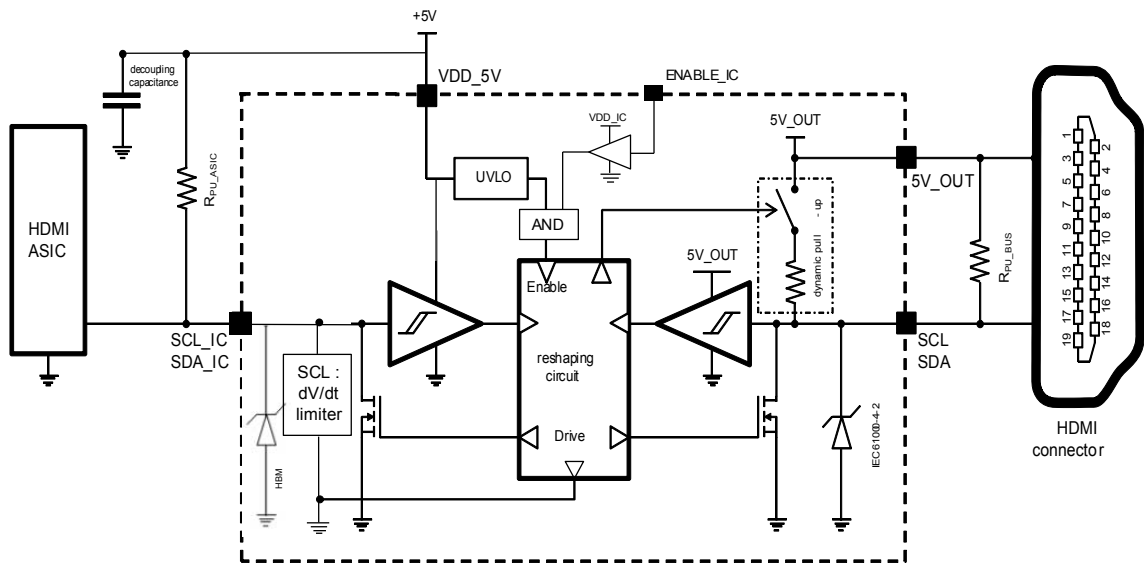 +5V
decoupling
capacitance
VDD_5V
ENABLE_IC
RPU_ASIC
HDMI
ASIC
UVLO
VDD_IC
AND
5V_OUT
5V_OUT
dynamic pull - up
RPU_BUS
5V_OUT
Enable
reshaping
circuit
Drive
SCL_IC
SDA_IC
SCL :
dV/dt
limiter
HBM
SCL
SDA
IEC61000-4-2
1
2
3
4
5
6
7
8
9
10
11
12
13
14
15
16
17
18
19
HDMI
connector